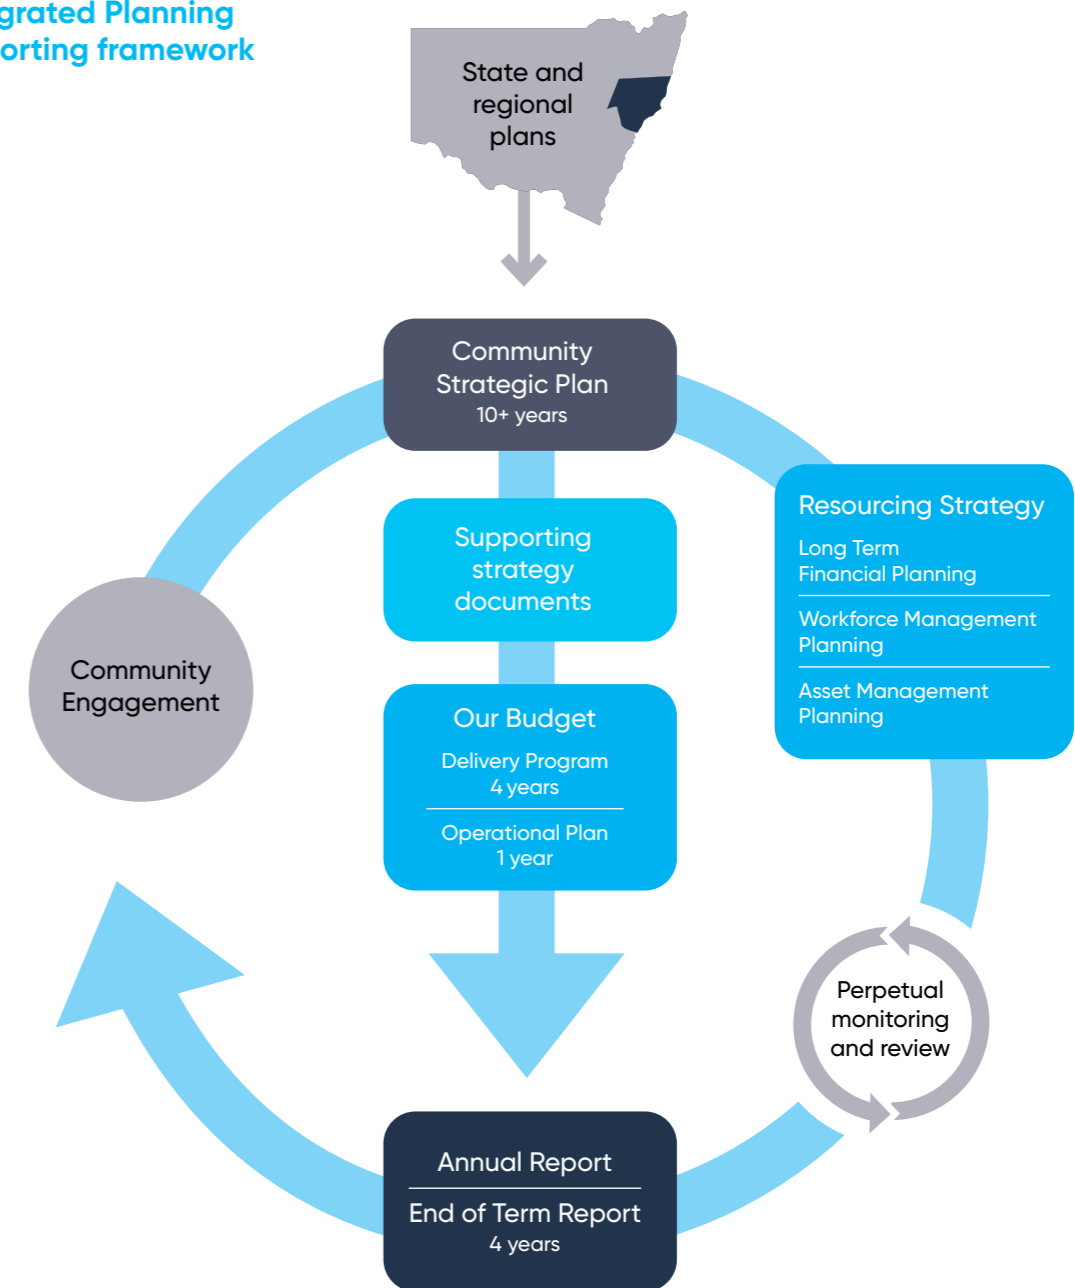 grated Planning
orting framework
State and
regional
plans
Community
Strategic Plan
10+ years
Resourcing Strategy
Long Term
Financial Planning
Workforce Management
Planning
Asset Management
Planning
Supporting
strategy
documents
Community
Engagement
Our Budget
Delivery Program
4 years
Operational Plan
1 year
Perpetual
monitoring
and review
Annual Report
End of Term Report
4 years